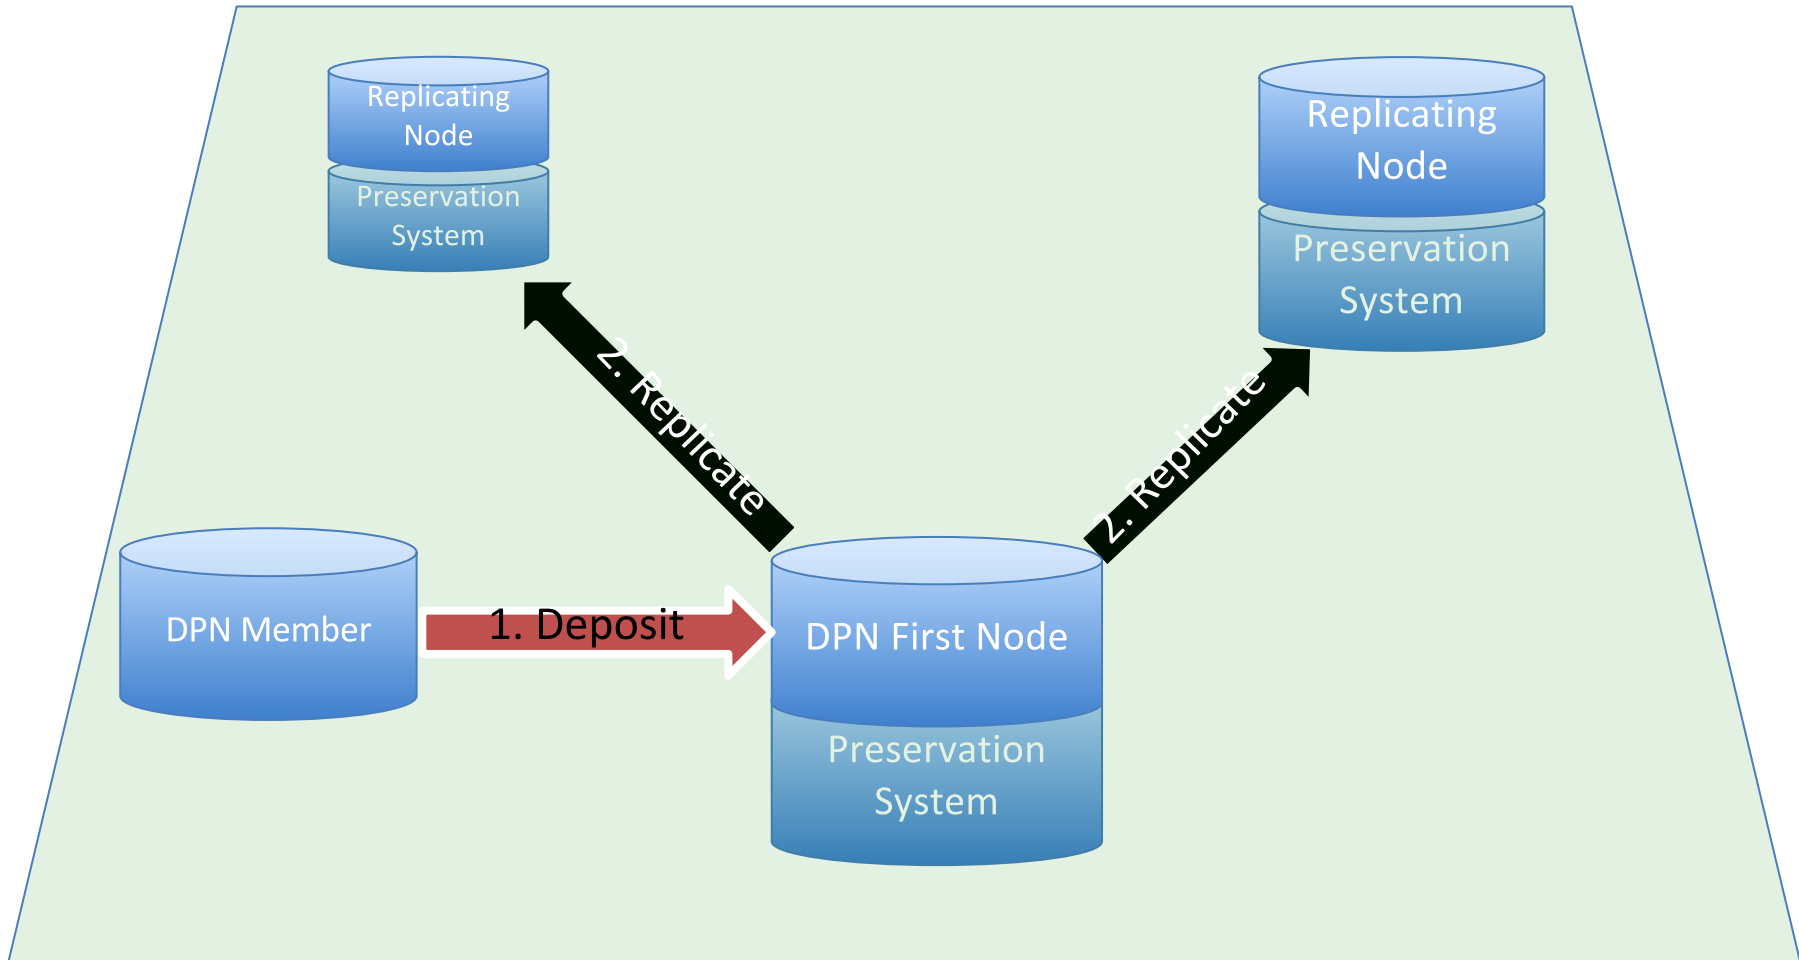 Replicating
Node
Preservation
System
Replicating
Node
Preservation
System
2. Replicate
2. Replicate
DPN Member
1. Deposit
DPN First Node
Preservation
System